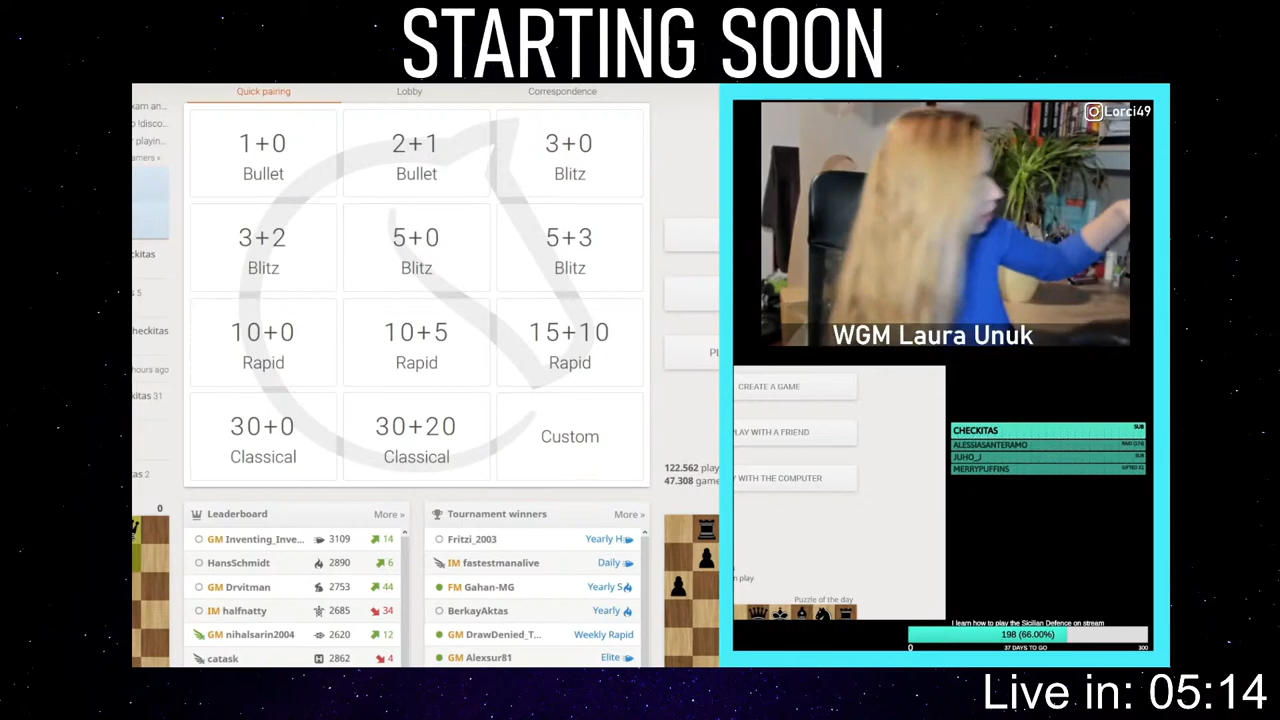 STARTING SOON
Quick pairing
Lobby
Correspondence
1+0
Bullet
2+1
Bullet
3+0
Blitz
3+2
Blitz
5+0
Blitz
5+3
Blitz
10+0
Rapid
10+5
Rapid
15+10
Rapid
30+0
Classical
30+20
Classical
Custom
122.562 play
47.308 game
0
Leaderboard
More »
GM Inventing_Inve... 3109 14
HansSchmidt 2890 6
GM Drvitman 2753 44
IM halfnatty 2685 34
GM nihalsarin2004 2620 12
catask 2862 4
Tournament winners
More »
Fritzi_2003 Yearly H
IM fastestmanalive Daily
FM Gahan-MG Yearly S
BerkayAktas Yearly
GM DrawDenied_T... Weekly Rapid
GM Alexsur81 Elite
Lorci49
WGM Laura Unuk
CREATE A GAME
PLAY WITH A FRIEND
WITH THE COMPUTER
Puzzle of the day
CHECKITAS SUB
ALESSIASANTERAMO
JUHO_J SUB
MERRYPUFFINS
I learn how to play the Sicilian Defence on stream
198 (66.00%)
0
37 DAYS TO GO
300
Live in: 05:14